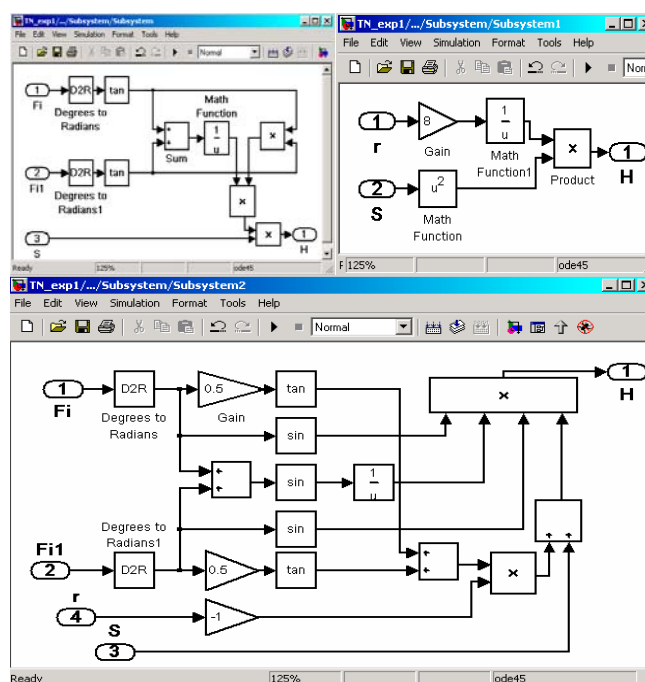 TN_exp1/.../Subsystem/Subsystem
File Edit View Simulation Format Tools Help
Normal
1
Fi
D2R
Degrees to
Radians
tan
Math
Function
1
u
Sum
×
2
Fi1
D2R
Degrees to
Radians1
tan
×
3
S
×
1
H
Ready 125% ode45
TN_exp1/.../Subsystem/Subsystem1
File Edit View Simulation Format Tools Help
Nor
1
r
8
Gain
1
u
Math
Function1
×
Product
1
H
2
S
u²
Math
Function
F 125% ode45
TN_exp1/.../Subsystem/Subsystem2
File Edit View Simulation Format Tools Help
Normal
1
Fi
D2R
Degrees to
Radians
0.5
Gain
tan
×
1
H
sin
sin
1
u
Degrees to
Radians1
sin
Fi1
2
D2R
0.5
tan
×
r
4
-1
S
3
Ready 125% ode45